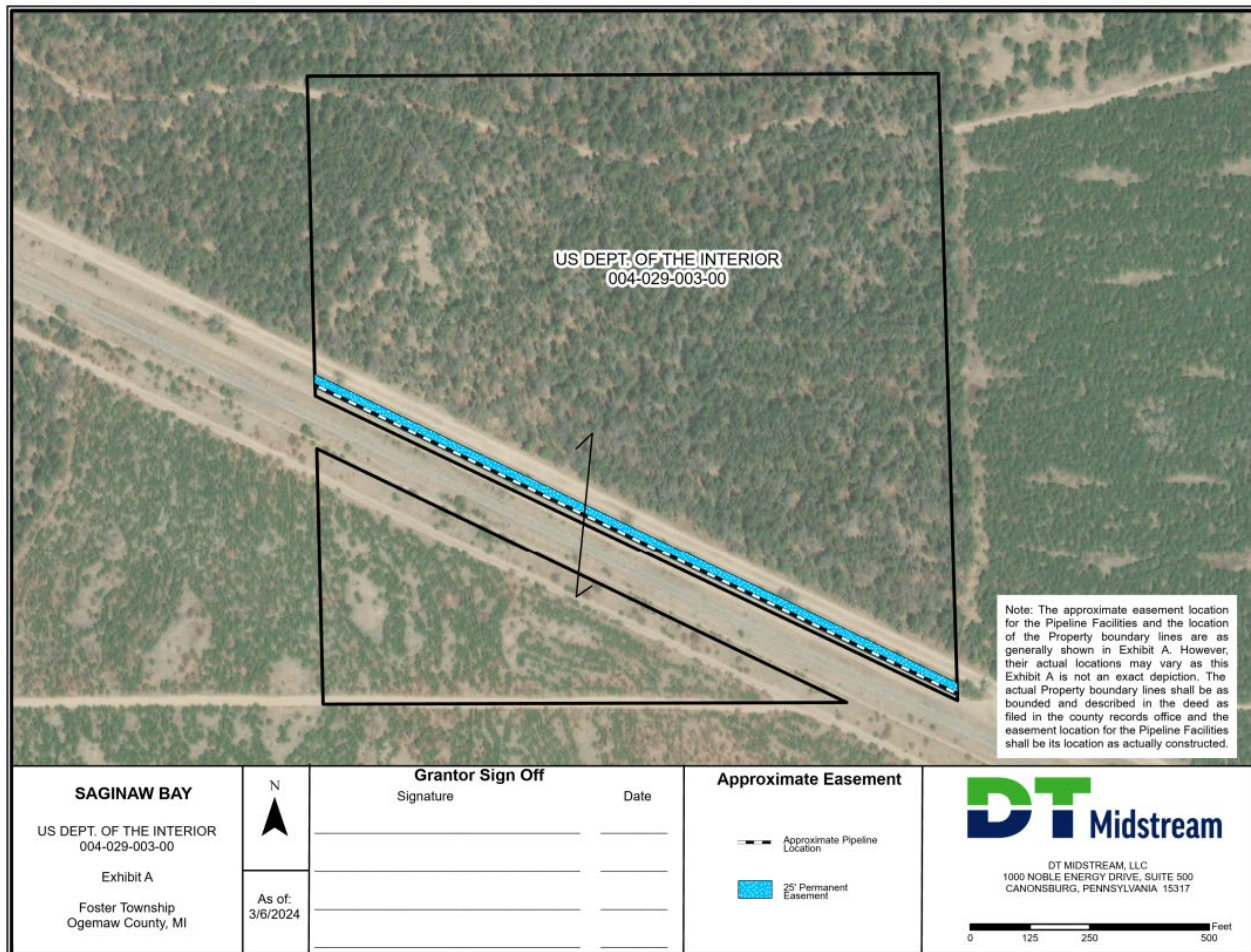 US DEPT. OF THE INTERIOR
004-029-003-00
Note: The approximate easement location
for the Pipeline Facilities and the location
of the Property boundary lines are as
generally shown in Exhibit A. However,
their actual locations may vary as this
Exhibit A is not an exact depiction. The
actual Property boundary lines shall be as
bounded and described in the deed as
filed in the county records office and the
easement location for the Pipeline Facilities
shall be its location as actually constructed.
SAGINAW BAY
US DEPT. OF THE INTERIOR
004-029-003-00
Exhibit A
Foster Township
Ogemaw County, MI
N
As of:
3/6/2024
Grantor Sign Off
Signature Date
Approximate Easement
Approximate Pipeline
Location
25' Permanent
Easement
DT Midstream
DT MIDSTREAM, LLC
1000 NOBLE ENERGY DRIVE, SUITE 500
CANONSBURG, PENNSYLVANIA 15317
Feet
0 125 250 500